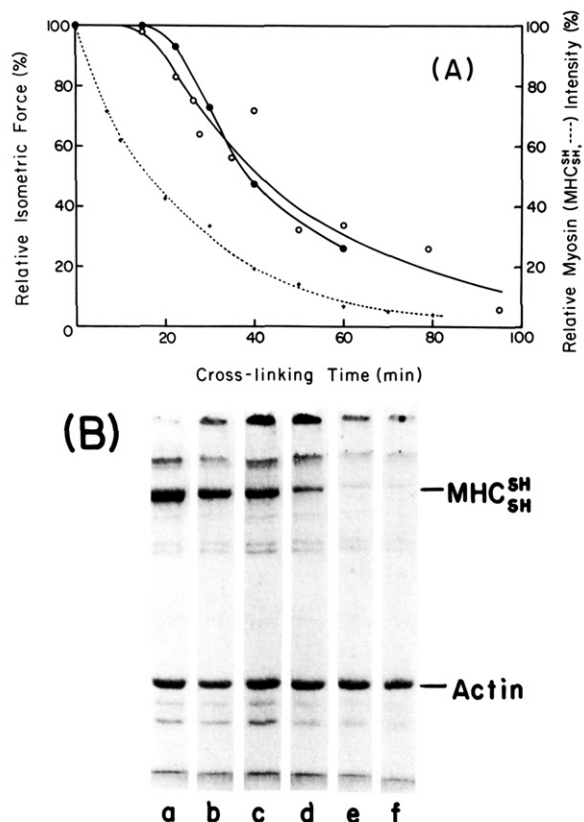 (A)
Relative Isometric Force (%)
100
80
60
40
20
0
100
80
60
40
20
Relative Myosin (MHC SH SH, ----) Intensity (%)
0
20
40
60
80
100
Cross-linking Time (min)
(B)
MHC SH SH
Actin
a b c d e f